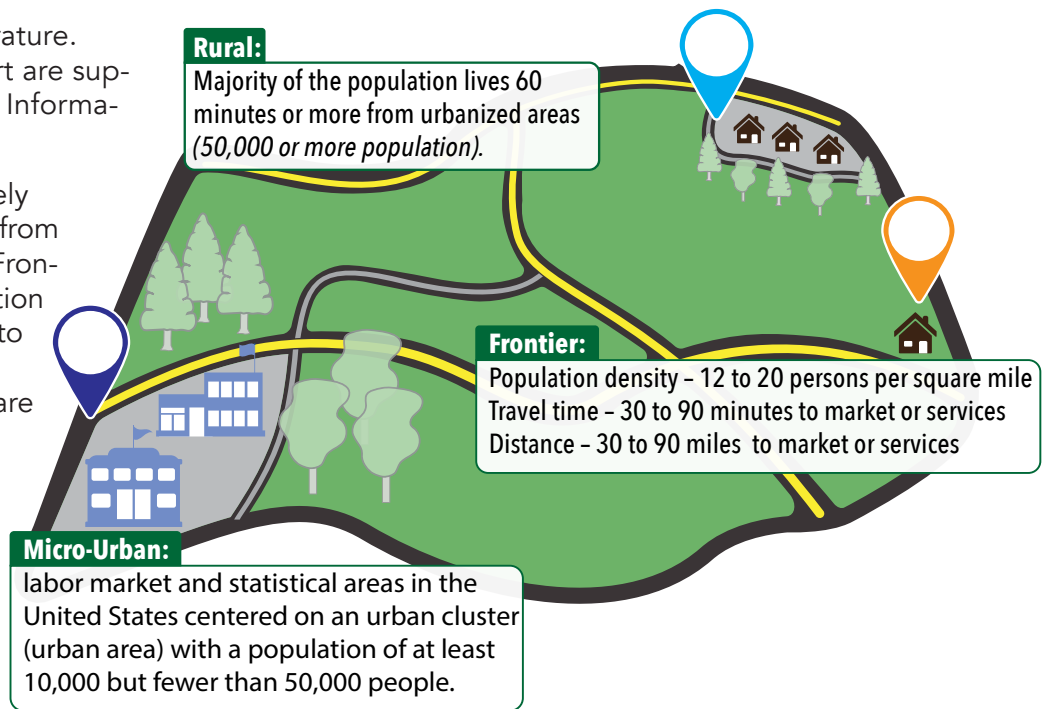 ature.
rt are sup-
Informa-
ely
from
Fron-
tion
to
are
Rural:
Majority of the population lives 60
minutes or more from urbanized areas
(50,000 or more population).
Frontier:
Population density – 12 to 20 persons per square mile
Travel time – 30 to 90 minutes to market or services
Distance – 30 to 90 miles to market or services
Micro-Urban:
labor market and statistical areas in the
United States centered on an urban cluster
(urban area) with a population of at least
10,000 but fewer than 50,000 people.